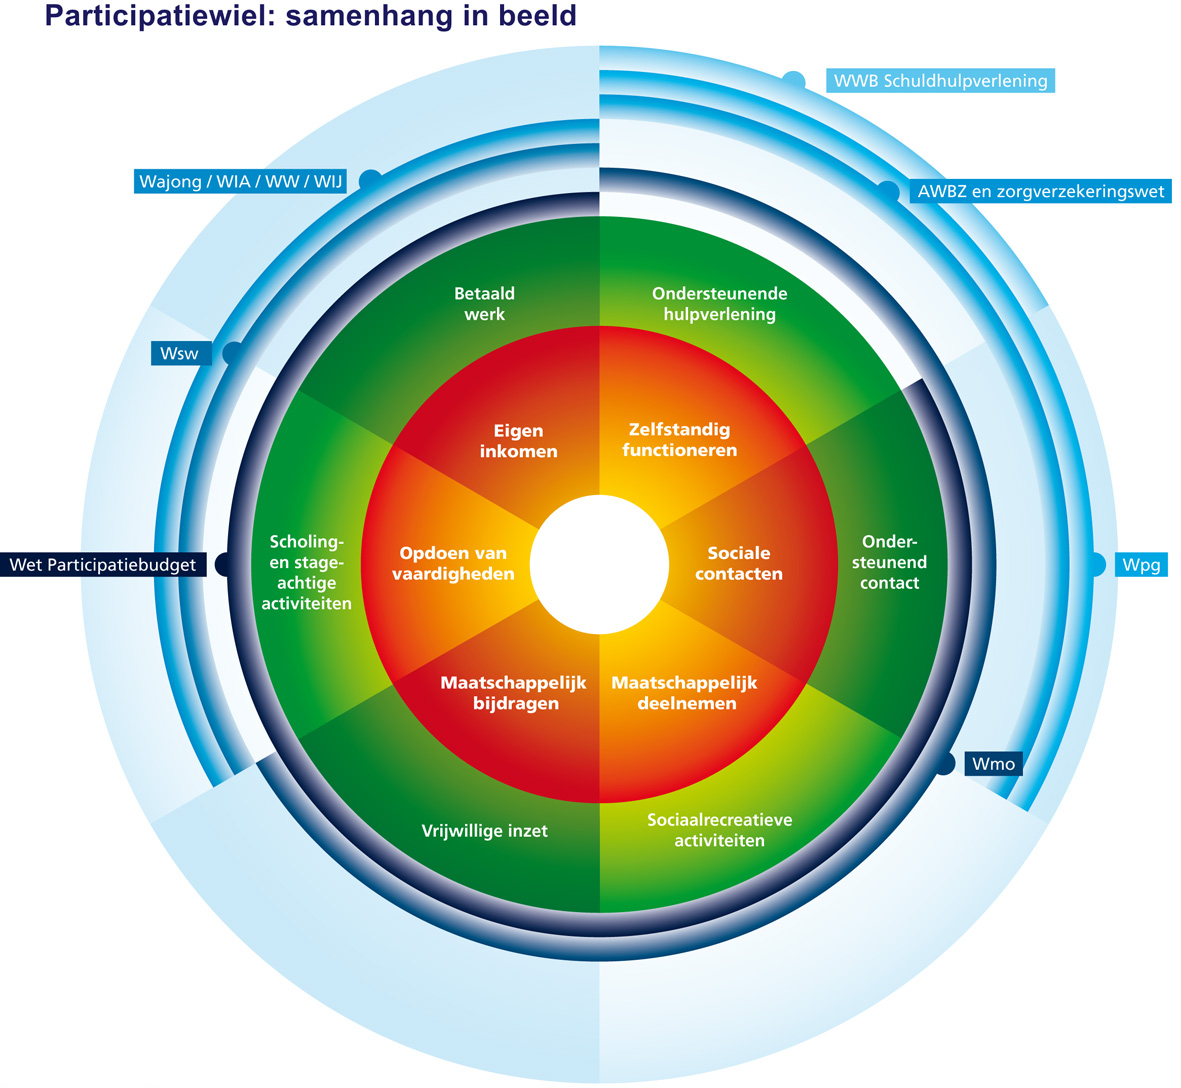 Participatiewiel: samenhang in beeld
WWB Schuldhulpverlening
Wajong / WIA / WW / WIJ
AWBZ en zorgverzekeringswet
Betaald
werk
Ondersteunende
hulpverlening
Wsw
Eigen
inkomen
Zelfstandig
functioneren
Wet Participatiebudget
Scholing-
en stage-
achtige
activiteiten
Opdoen van
vaardigheden
Sociale
contacten
Onder-
steunend
contact
Wpg
Maatschappelijk
bijdragen
Maatschappelijk
deelnemen
Wmo
Vrijwillige inzet
Sociaalrecreatieve
activiteiten